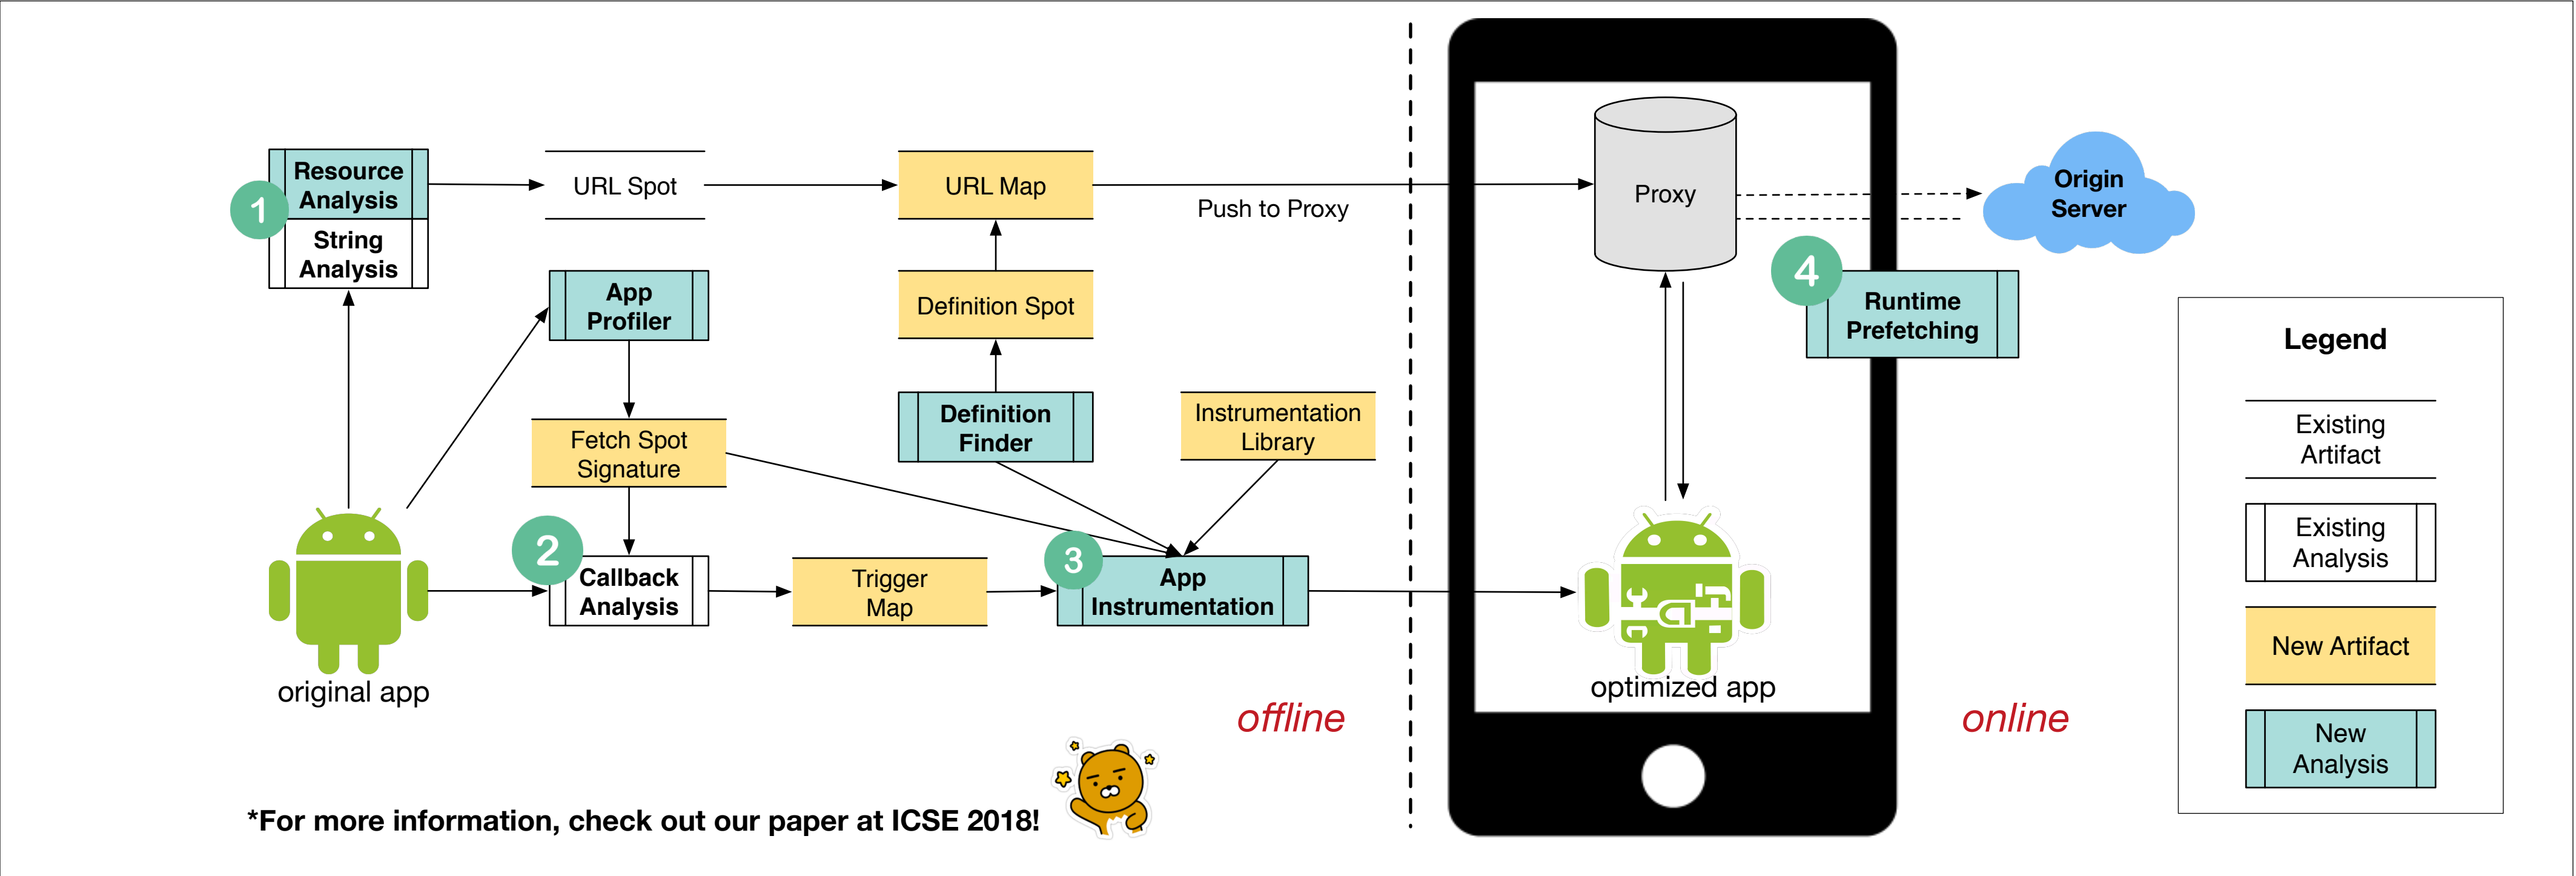 Resource
Analysis
1
String
Analysis
URL Spot
URL Map
Push to Proxy
Proxy
Origin
Server
App
Profiler
Definition Spot
4
Runtime
Prefetching
Fetch Spot
Signature
Definition
Finder
Instrumentation
Library
2
Callback
Analysis
Trigger
Map
3
App
Instrumentation
original app
optimized app
offline
online
Legend
Existing
Artifact
Existing
Analysis
New Artifact
New
Analysis
*For more information, check out our paper at ICSE 2018!